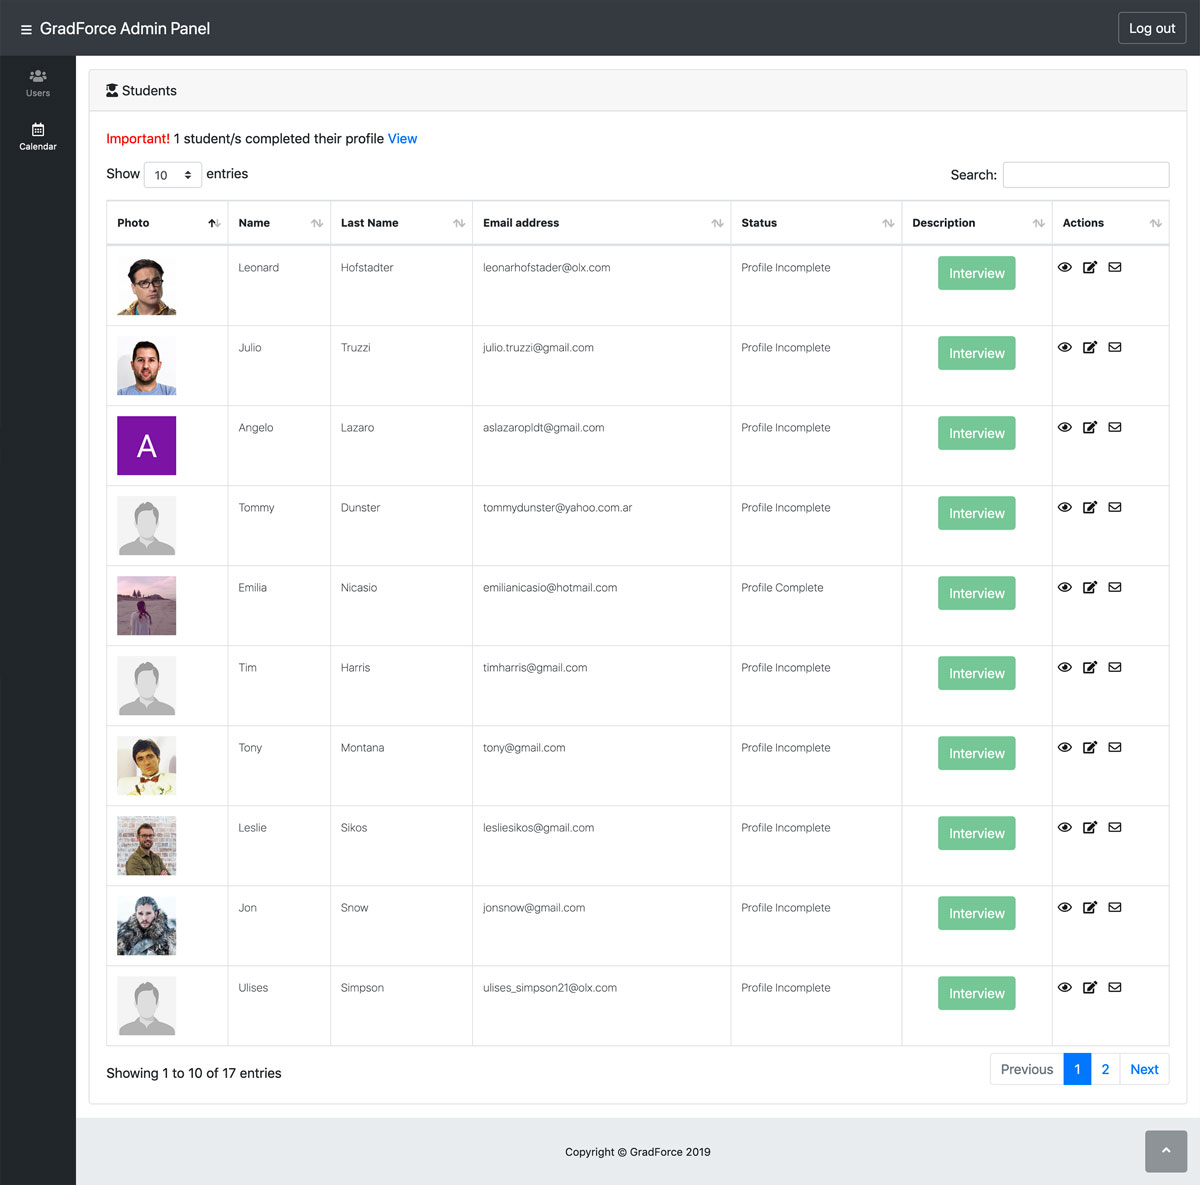 GradForce Admin Panel
Log out
Users
Calendar
Students
Important! 1 student/s completed their profile View
Show 10 entries
Search:
Photo Name Last Name Email address Status Description Actions
Leonard Hofstadter leonarhofstader@olx.com Profile Incomplete Interview
Julio Truzzi julio.truzzi@gmail.com Profile Incomplete Interview
A Angelo Lazaro aslazaropldt@gmail.com Profile Incomplete Interview
Tommy Dunster tommydunster@yahoo.com.ar Profile Incomplete Interview
Emilia Nicasio emilianicasio@hotmail.com Profile Complete Interview
Tim Harris timharris@gmail.com Profile Incomplete Interview
Tony Montana tony@gmail.com Profile Incomplete Interview
Leslie Sikos lesliesikos@gmail.com Profile Incomplete Interview
Jon Snow jonsnow@gmail.com Profile Incomplete Interview
Ulises Simpson ulises_simpson21@olx.com Profile Incomplete Interview
Showing 1 to 10 of 17 entries
Previous 1 2 Next
Copyright © GradForce 2019